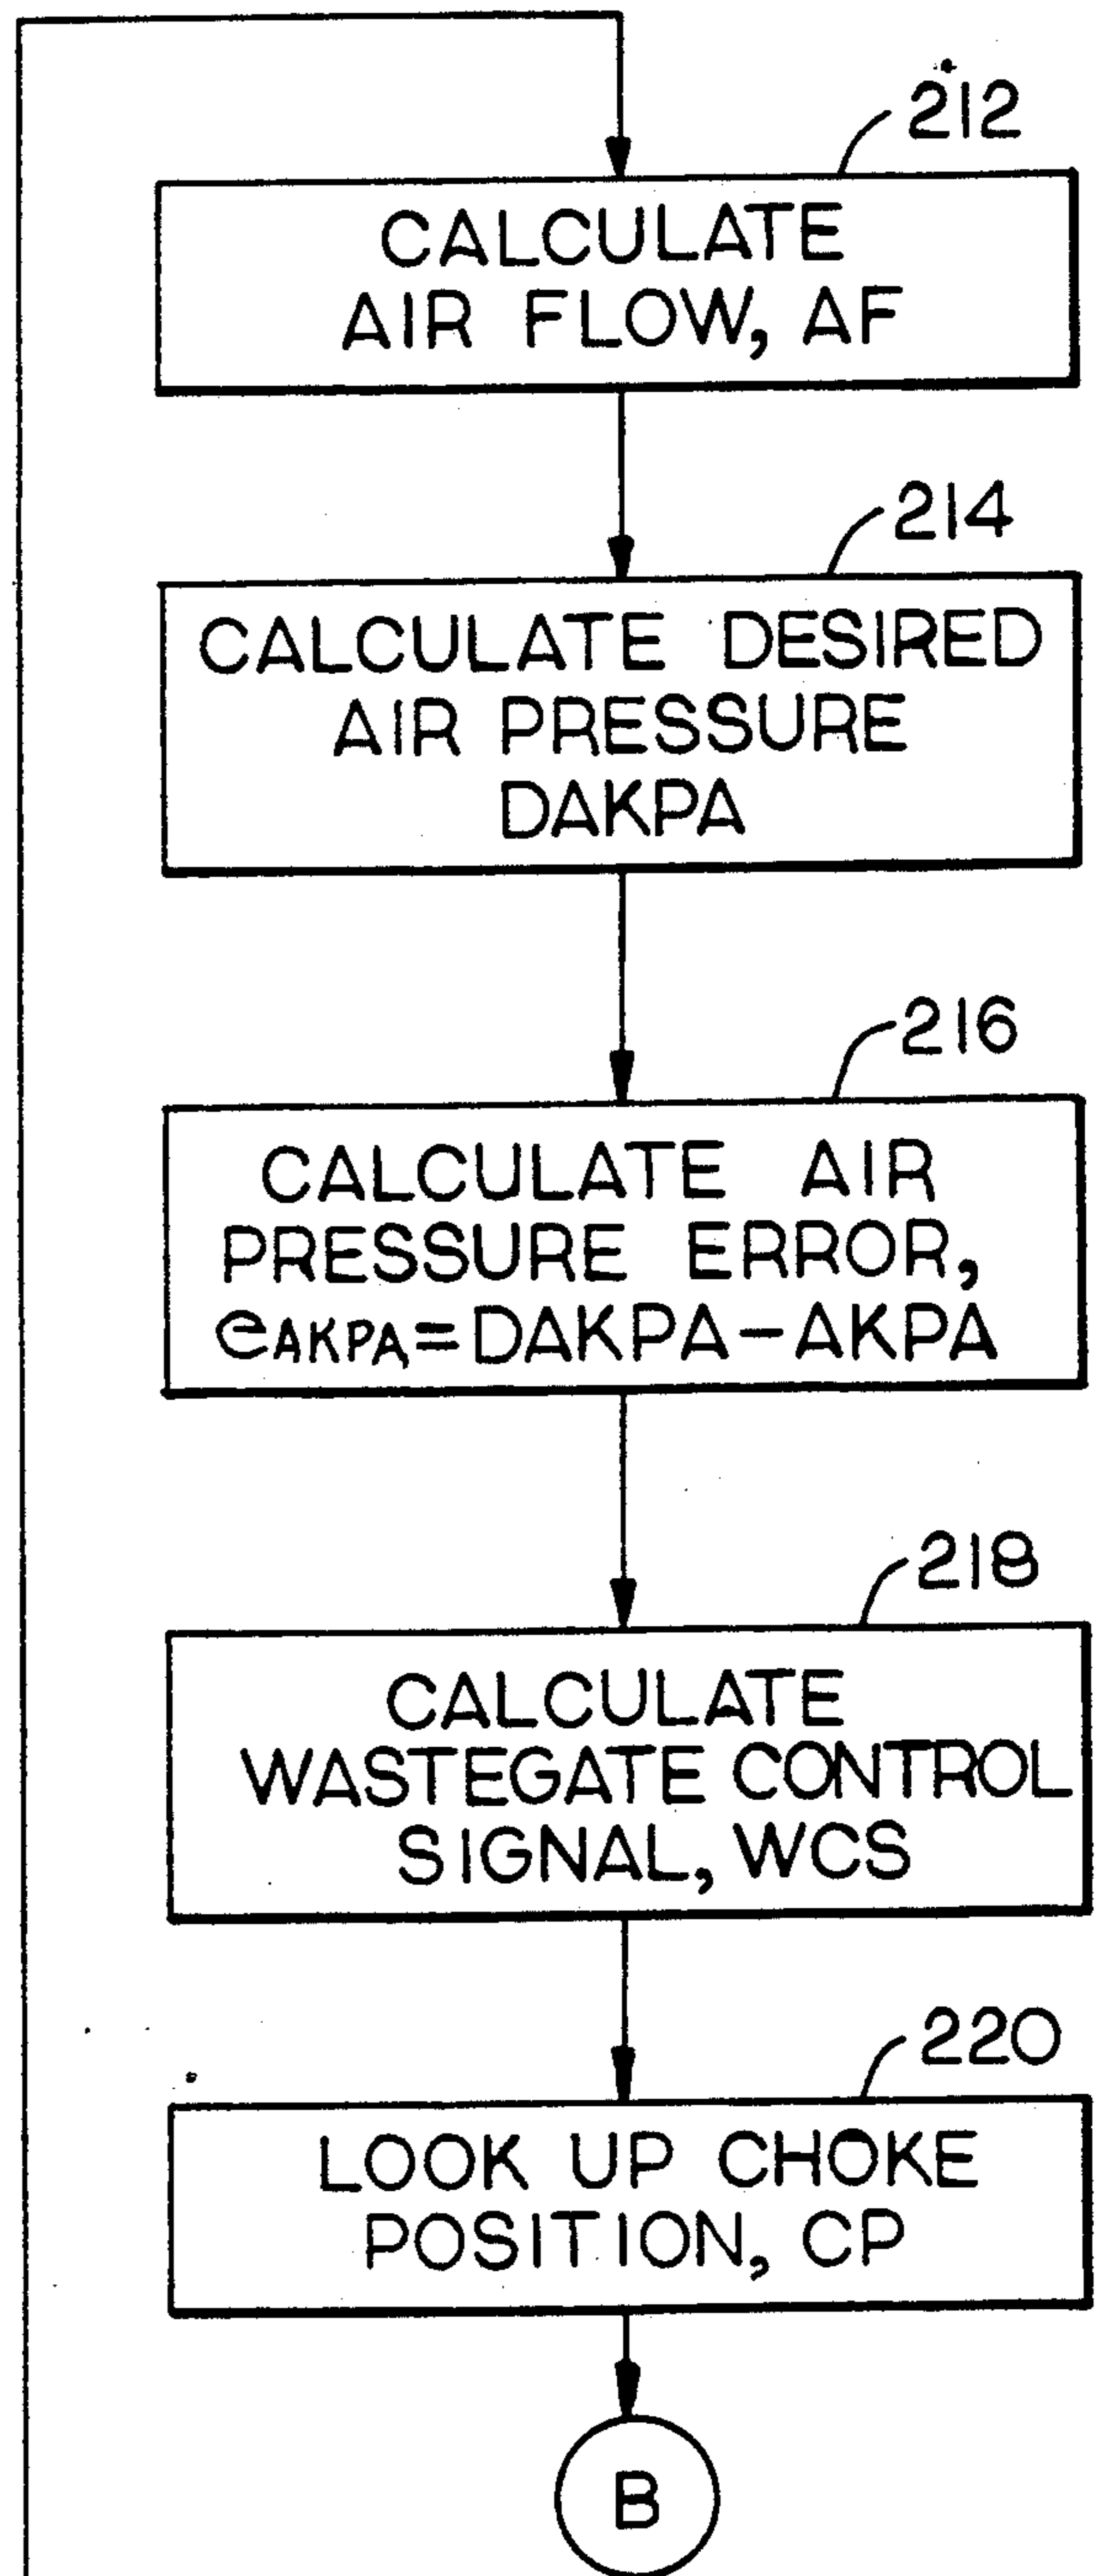 212
CALCULATE
AIR FLOW, AF
214
CALCULATE DESIRED
AIR PRESSURE
DAKPA
216
CALCULATE AIR
PRESSURE ERROR,
eAKPA=DAKPA-AKPA
218
CALCULATE
WASTEGATE CONTROL
SIGNAL, WCS
220
LOOK UP CHOKE
POSITION, CP
B